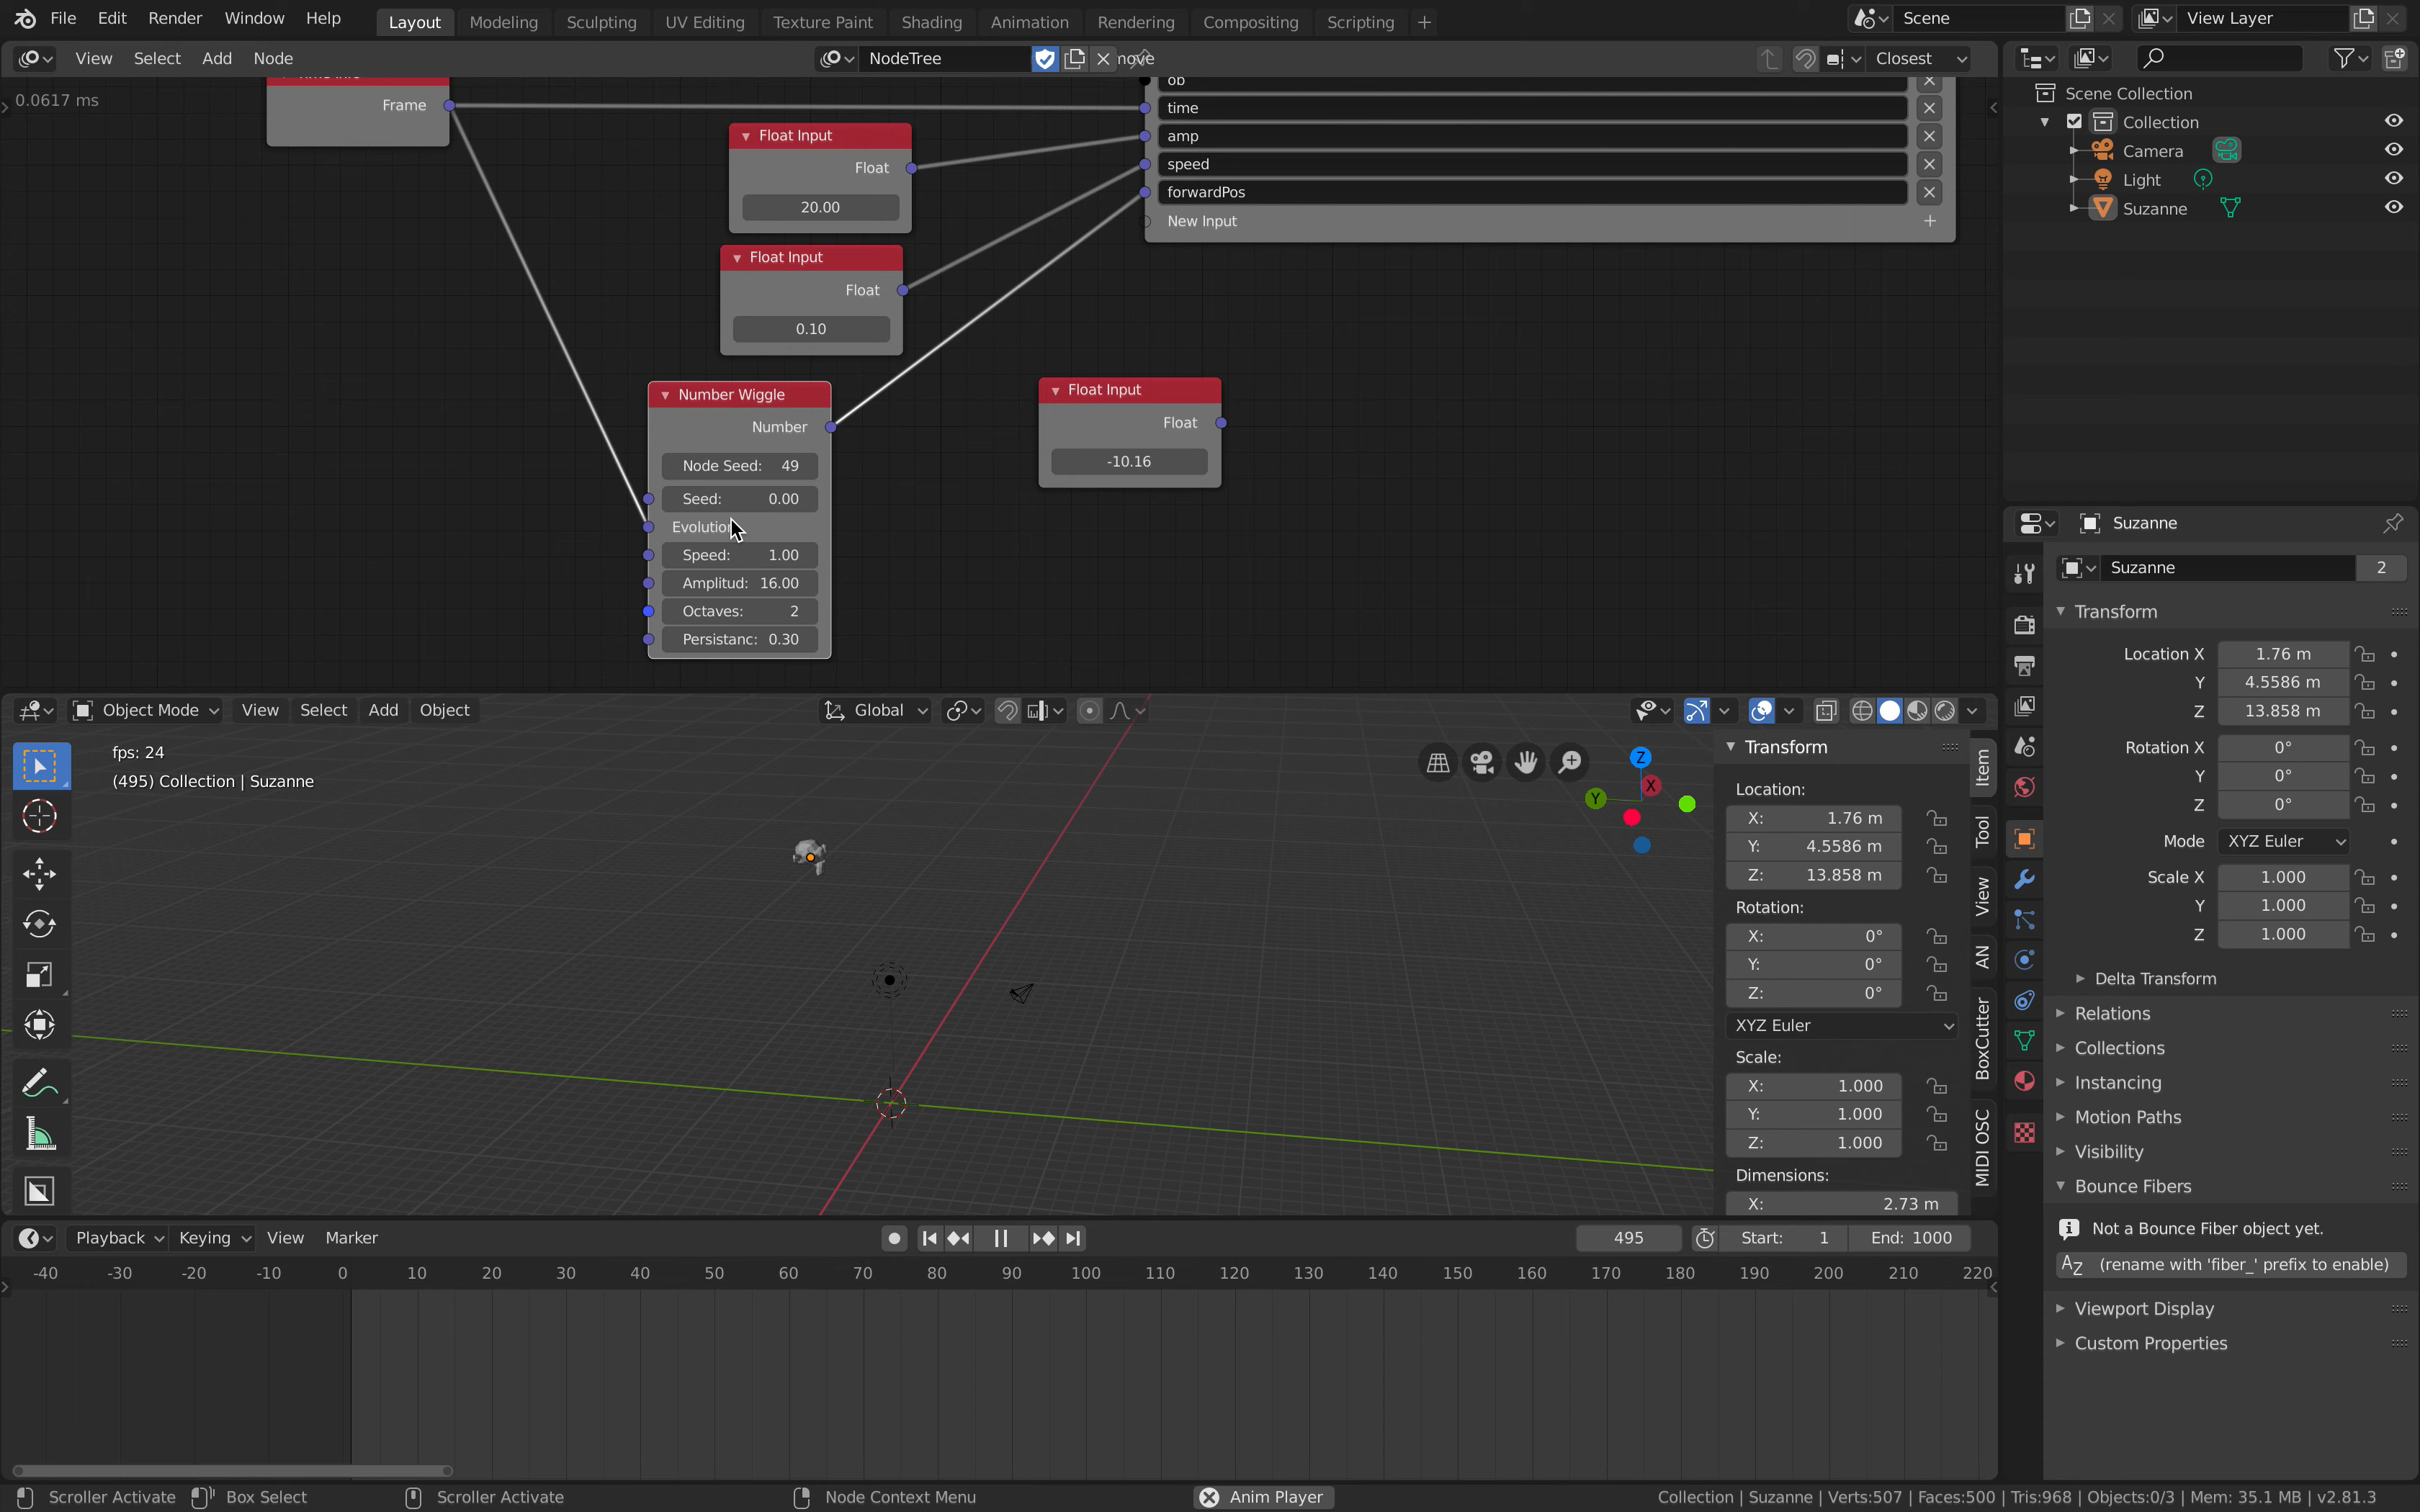 File Edit Render Window Help Layout Modeling Sculpting UV Editing Texture Paint Shading Animation Rendering Compositing Scripting + Scene View Layer
View Select Add Node NodeTree Closest
0.0617 ms
Frame
ob
time
amp
speed
forwardPos
New Input
Float Input
Float
20.00
Float Input
Float
0.10
Number Wiggle
Number
Node Seed: 49
Seed: 0.00
Evolution
Speed: 1.00
Amplitud: 16.00
Octaves: 2
Persistanc: 0.30
Float Input
Float
-10.16
Scene Collection
Collection
Camera
Light
Suzanne
Suzanne
Suzanne 2
Transform
Location X 1.76 m
Y 4.5586 m
Z 13.858 m
Rotation X 0°
Y 0°
Z 0°
Mode XYZ Euler
Scale X 1.000
Y 1.000
Z 1.000
Delta Transform
Relations
Collections
Instancing
Motion Paths
Visibility
Bounce Fibers
Not a Bounce Fiber object yet.
(rename with 'fiber_' prefix to enable)
Viewport Display
Custom Properties
Object Mode View Select Add Object Global
fps: 24
(495) Collection | Suzanne
Z
X
Y
Transform
Location:
X: 1.76 m
Y: 4.5586 m
Z: 13.858 m
Rotation:
X: 0°
Y: 0°
Z: 0°
XYZ Euler
Scale:
X: 1.000
Y: 1.000
Z: 1.000
Dimensions:
X: 2.73 m
Item
Tool
View
AN
BoxCutter
MIDI OSC
Playback Keying View Marker 495 Start: 1 End: 1000
-40 -30 -20 -10 0 10 20 30 40 50 60 70 80 90 100 110 120 130 140 150 160 170 180 190 200 210 220
Scroller Activate Box Select Scroller Activate Node Context Menu Anim Player Collection | Suzanne | Verts:507 | Faces:500 | Tris:968 | Objects:0/3 | Mem: 35.1 MB | v2.81.3